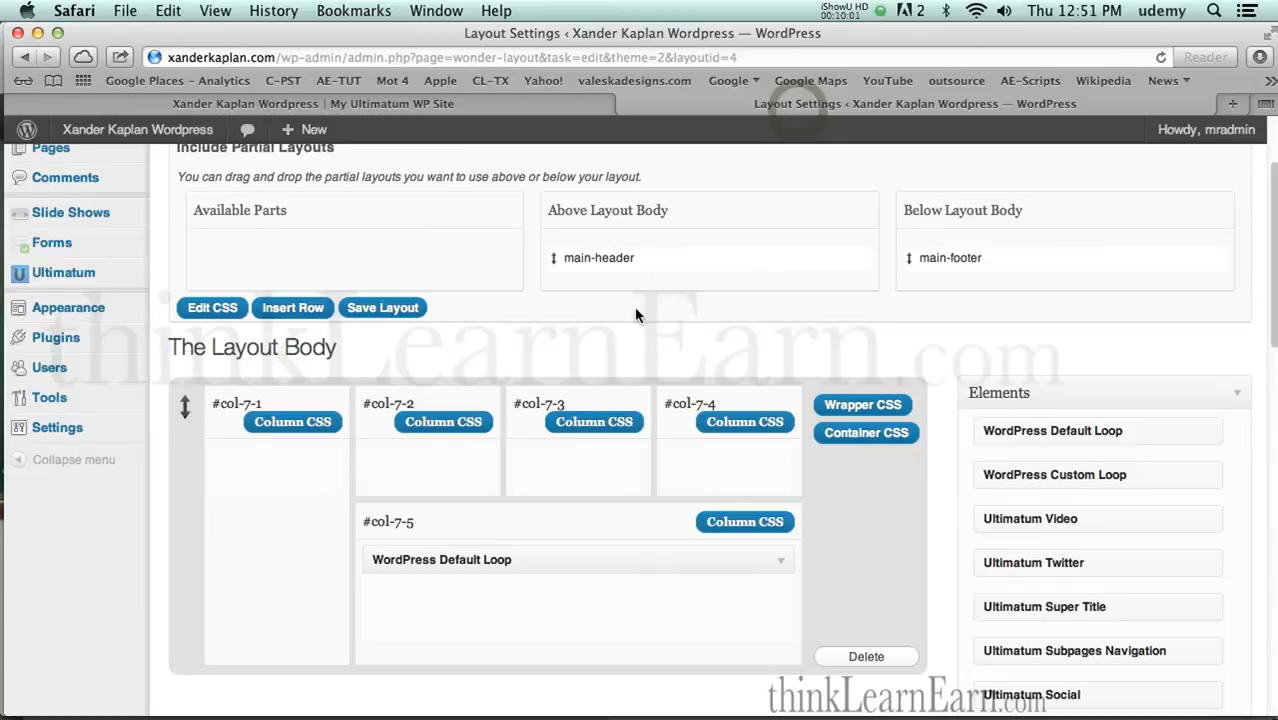 Safari File Edit View History Bookmarks Window Help iShowU HD 00:10:01 2 Thu 12:51 PM udemy
Layout Settings ‹ Xander Kaplan Wordpress — WordPress
xanderkaplan.com/wp-admin/admin.php?page=wonder-layout&task=edit&theme=2&layoutid=4 Reader
Google Places - Analytics C-PST AE-TUT Mot 4 Apple CL-TX Yahoo! valeskadesigns.com Google Google Maps YouTube outsource AE-Scripts Wikipedia News
Xander Kaplan Wordpress | My Ultimatum WP Site Layout Settings ‹ Xander Kaplan Wordpress — WordPress
Xander Kaplan Wordpress New Howdy, mradmin
Pages
Comments
Slide Shows
Forms
Ultimatum
Appearance
Plugins
Users
Tools
Settings
Collapse menu
Include Partial Layouts
You can drag and drop the partial layouts you want to use above or below your layout.
Available Parts Above Layout Body Below Layout Body
main-header main-footer
Edit CSS Insert Row Save Layout
thinkLearnEarn.com
The Layout Body
#col-7-1 #col-7-2 #col-7-3 #col-7-4 Wrapper CSS
Column CSS Column CSS Column CSS Column CSS Container CSS
#col-7-5 Column CSS
WordPress Default Loop
Delete
Elements
WordPress Default Loop
WordPress Custom Loop
Ultimatum Video
Ultimatum Twitter
Ultimatum Super Title
Ultimatum Subpages Navigation
Ultimatum Social
thinkLearnEarn.com